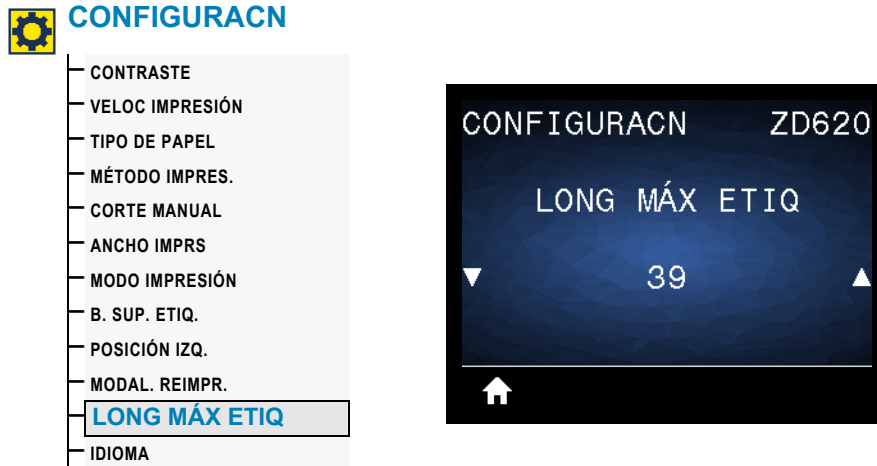 CONFIGURACN
CONTRASTE
VELOC IMPRESIÓN
TIPO DE PAPEL
MÉTODO IMPRES.
CORTE MANUAL
ANCHO IMPRS
MODO IMPRESIÓN
B. SUP. ETIQ.
POSICIÓN IZQ.
MODAL. REIMPR.
LONG MÁX ETIQ
IDIOMA
CONFIGURACN ZD620
LONG MÁX ETIQ
39